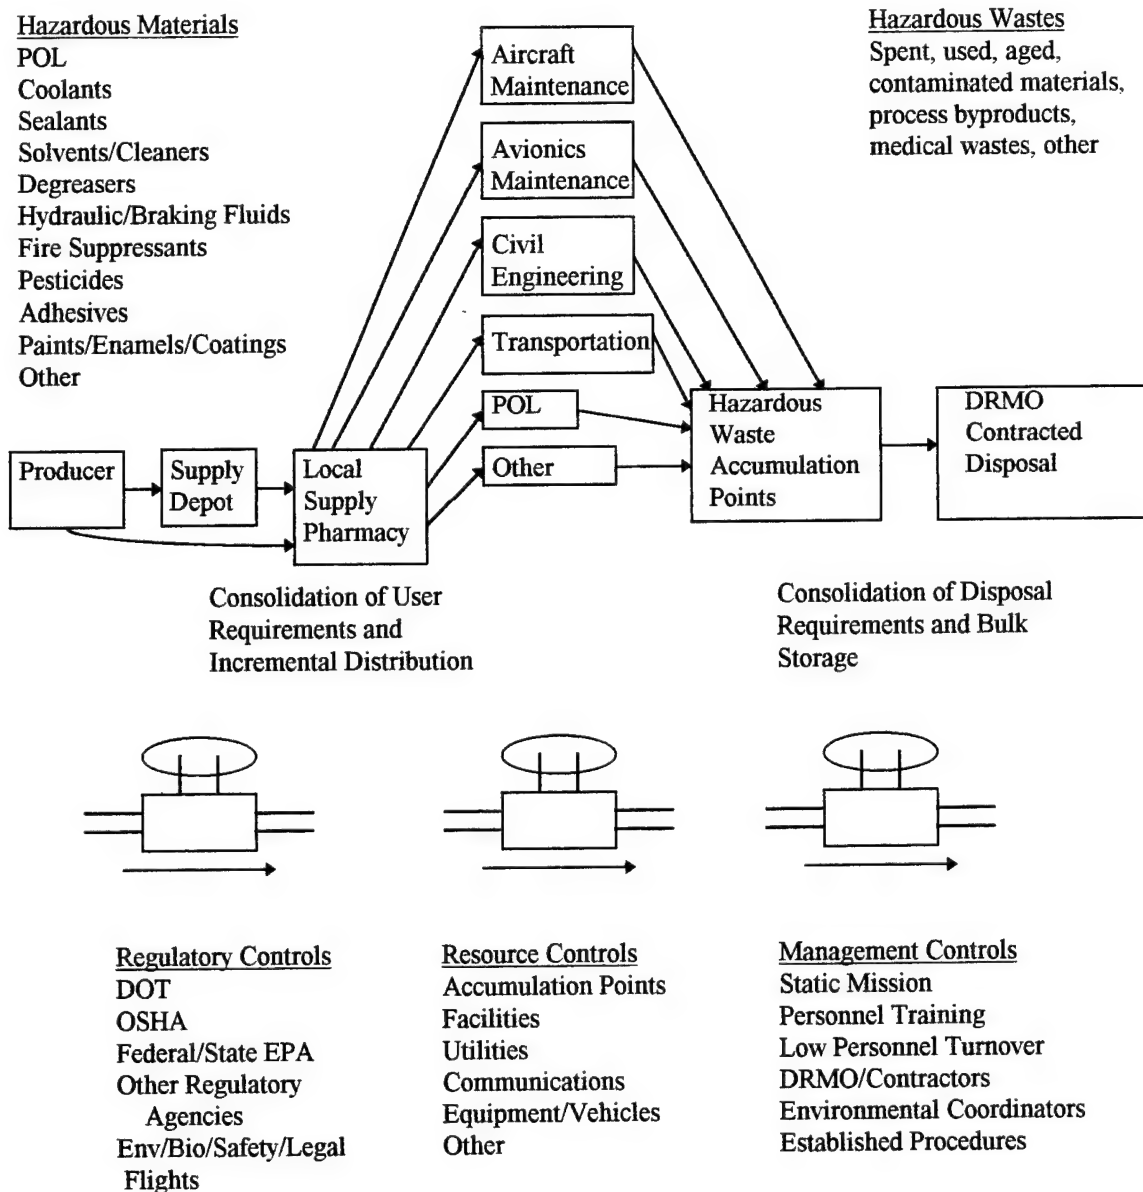 Hazardous Materials
POL
Coolants
Sealants
Solvents/Cleaners
Degreasers
Hydraulic/Braking Fluids
Fire Suppressants
Pesticides
Adhesives
Paints/Enamels/Coatings
Other
Aircraft
Maintenance
Avionics
Maintenance
Civil
Engineering
Transportation
POL
Other
Hazardous Wastes
Spent, used, aged,
contaminated materials,
process byproducts,
medical wastes, other
Producer
Supply
Depot
Local
Supply
Pharmacy
Hazardous
Waste
Accumulation
Points
DRMO
Contracted
Disposal
Consolidation of User
Requirements and
Incremental Distribution
Consolidation of Disposal
Requirements and Bulk
Storage
Regulatory Controls
DOT
OSHA
Federal/State EPA
Other Regulatory
Agencies
Env/Bio/Safety/Legal
Flights
Resource Controls
Accumulation Points
Facilities
Utilities
Communications
Equipment/Vehicles
Other
Management Controls
Static Mission
Personnel Training
Low Personnel Turnover
DRMO/Contractors
Environmental Coordinators
Established Procedures